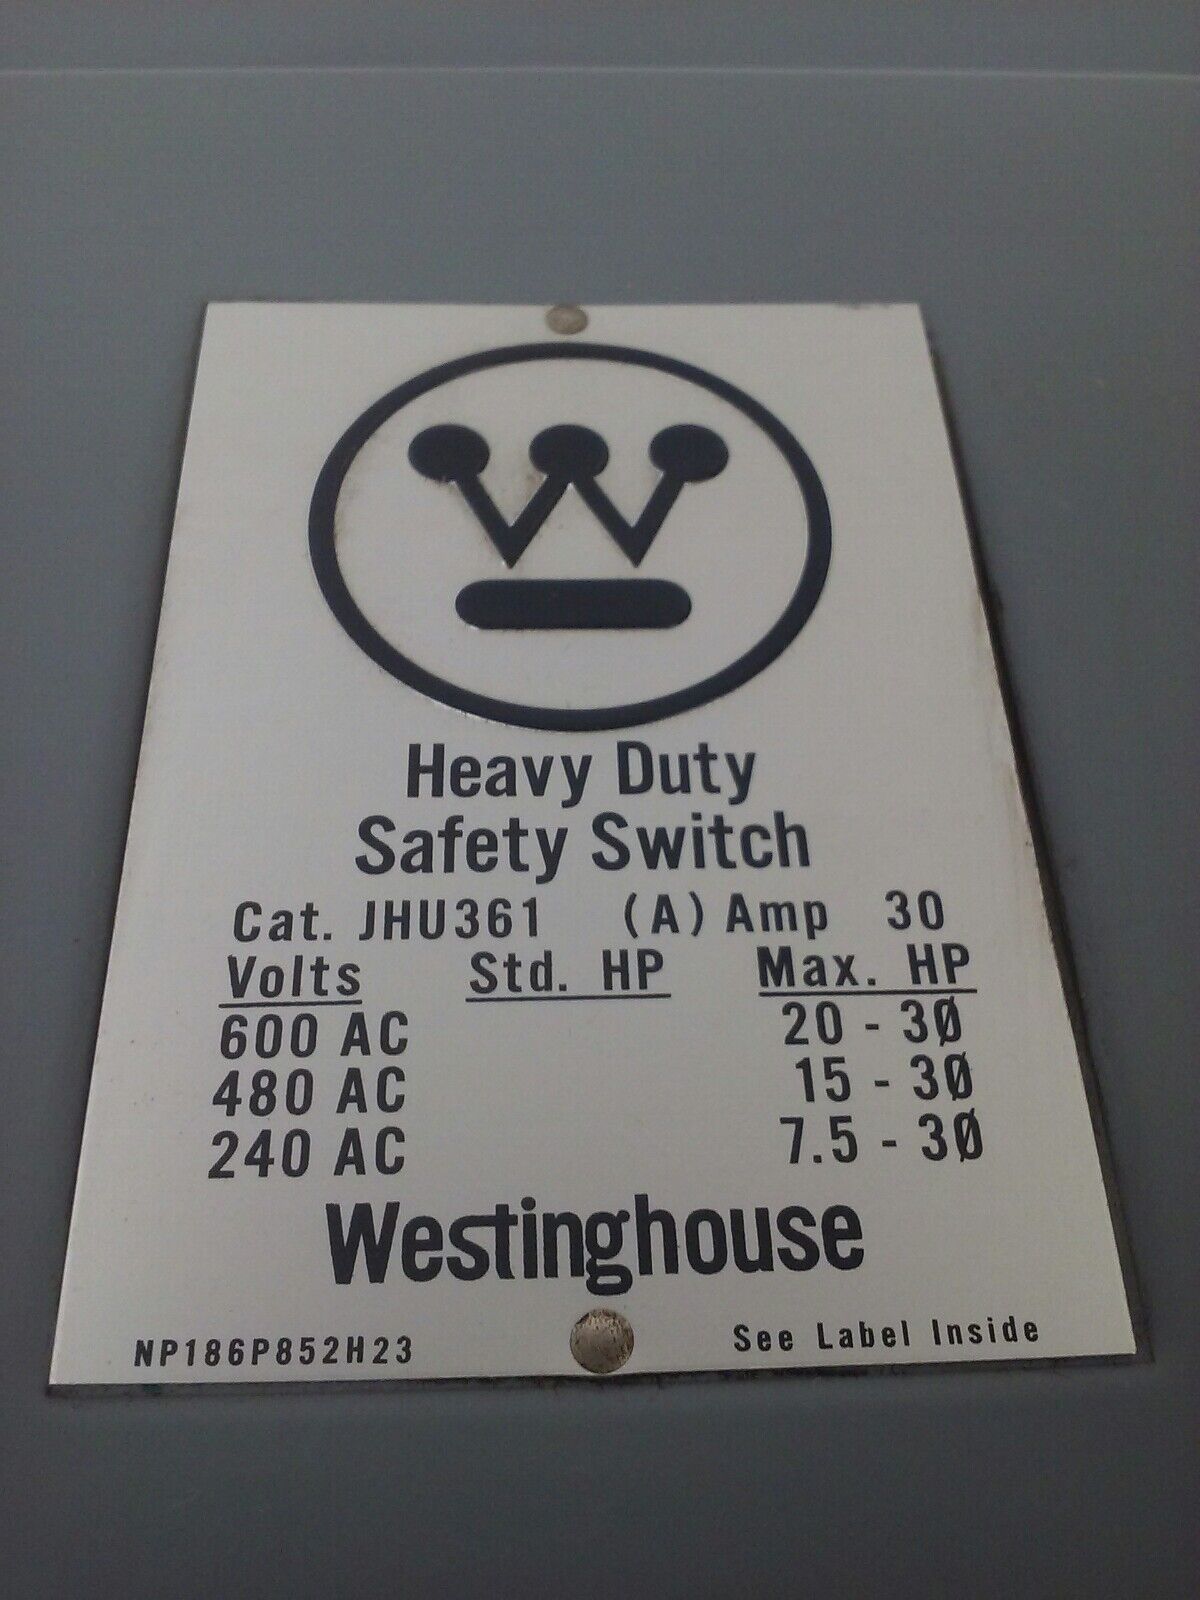 Heavy Duty
Safety Switch
Cat. JHU361 (A) Amp 30
Volts Std. HP Max. HP
600 AC 20 - 3Ø
480 AC 15 - 3Ø
240 AC 7.5 - 3Ø
Westinghouse
NP186P852H23 See Label Inside